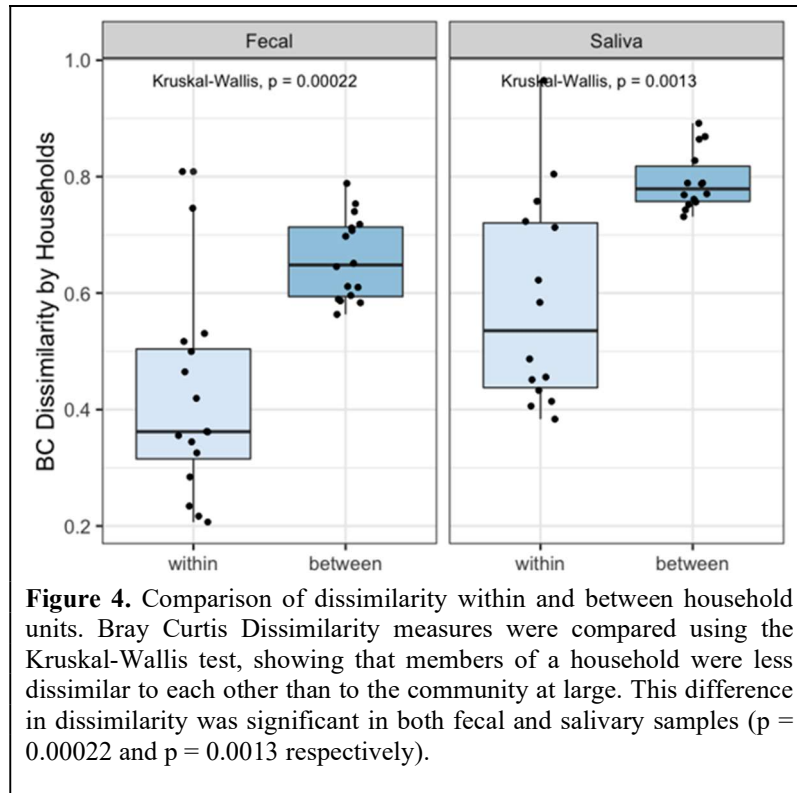 Fecal
Saliva
Kruskal-Wallis, p = 0.00022
Kruskal-Wallis, p = 0.0013
BC Dissimilarity by Households
1.0
0.8
0.6
0.4
0.2
within
between
within
between
Figure 4. Comparison of dissimilarity within and between household
units. Bray Curtis Dissimilarity measures were compared using the
Kruskal-Wallis test, showing that members of a household were less
dissimilar to each other than to the community at large. This difference
in dissimilarity was significant in both fecal and salivary samples (p =
0.00022 and p = 0.0013 respectively).